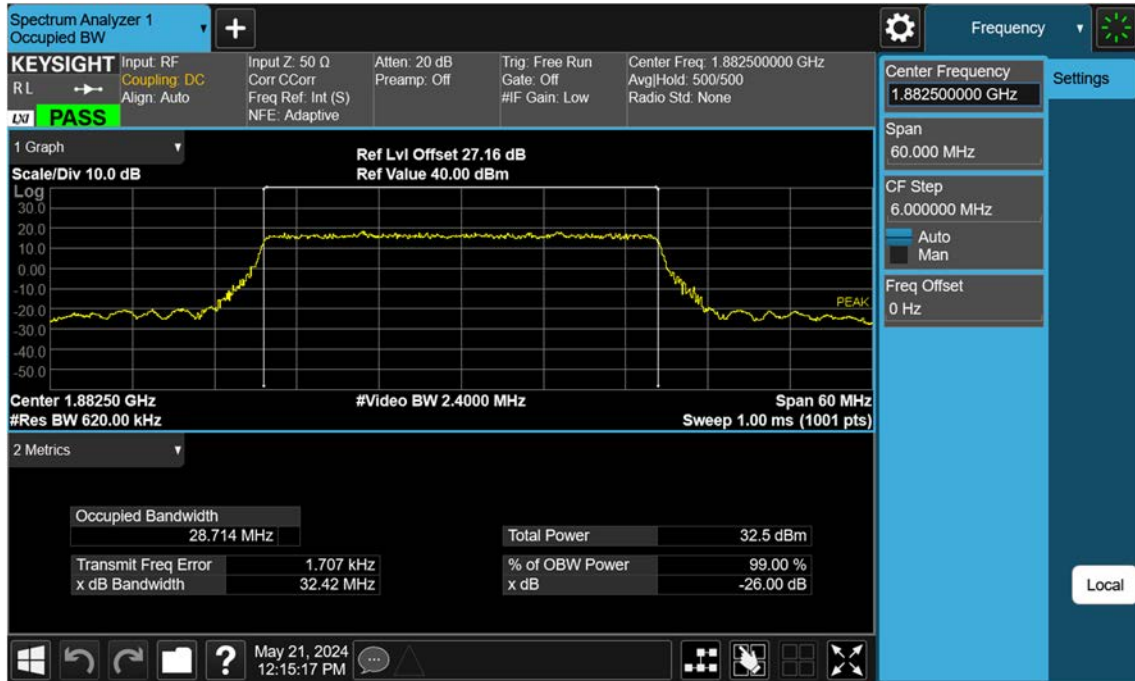 Spectrum Analyzer 1
Occupied BW
Frequency
KEYSIGHT
R L
LXI PASS
Input: RF
Coupling: DC
Align: Auto
Input Z: 50 Ω
Corr CCorr
Freq Ref: Int (S)
NFE: Adaptive
Atten: 20 dB
Preamp: Off
Trig: Free Run
Gate: Off
#IF Gain: Low
Center Freq: 1.882500000 GHz
Avg|Hold: 500/500
Radio Std: None
1 Graph
Scale/Div 10.0 dB
Ref Lvl Offset 27.16 dB
Ref Value 40.00 dBm
Log
30.0
20.0
10.0
0.00
-10.0
-20.0
-30.0
-40.0
-50.0
PEAK
Center 1.88250 GHz
#Video BW 2.4000 MHz
Span 60 MHz
#Res BW 620.00 kHz
Sweep 1.00 ms (1001 pts)
2 Metrics
Occupied Bandwidth
28.714 MHz
Total Power 32.5 dBm
Transmit Freq Error 1.707 kHz
% of OBW Power 99.00 %
x dB Bandwidth 32.42 MHz
x dB -26.00 dB
Center Frequency
1.882500000 GHz
Settings
Span
60.000 MHz
CF Step
6.000000 MHz
Auto
Man
Freq Offset
0 Hz
Local
?
May 21, 2024
12:15:17 PM